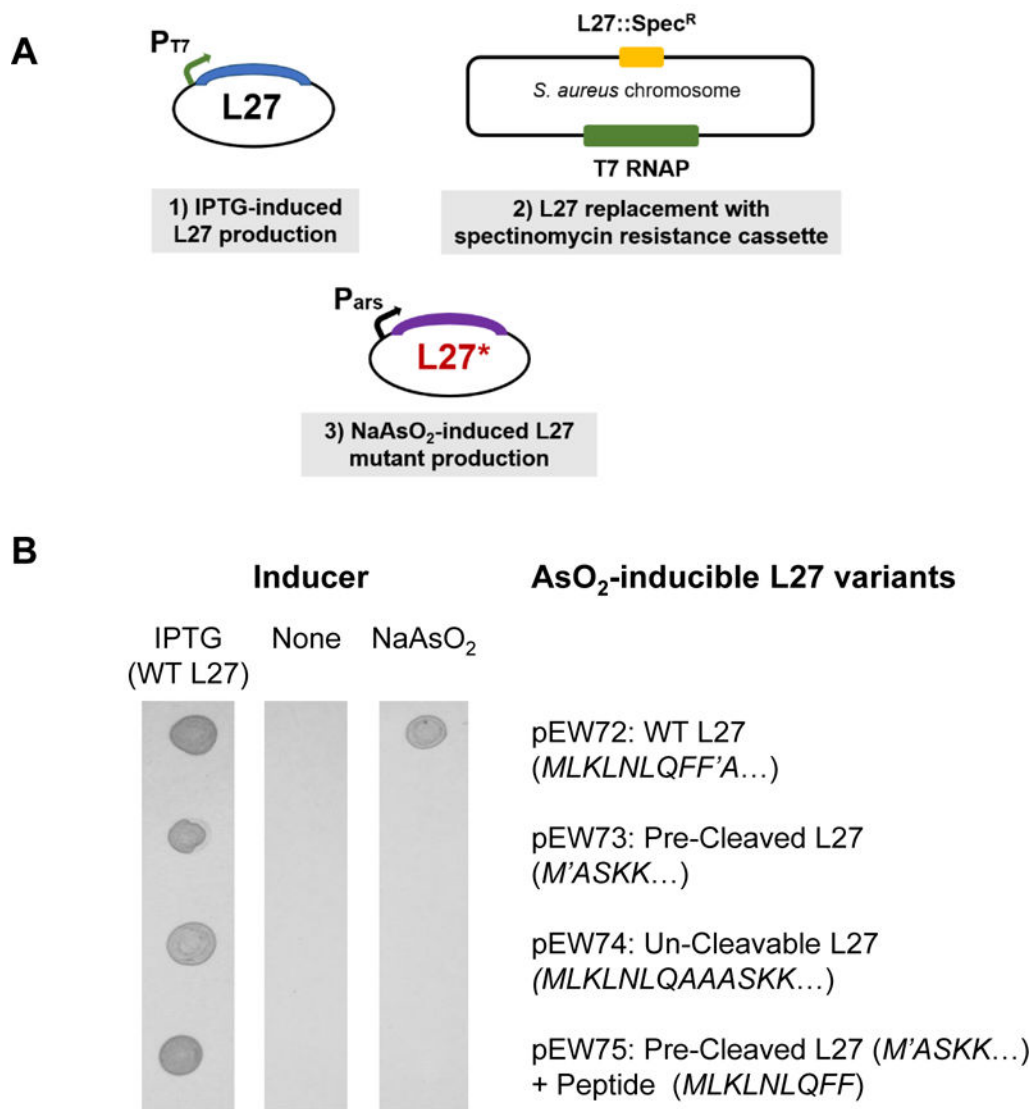 A
PT7
L27
L27::SpecR
S. aureus chromosome
T7 RNAP
1) IPTG-induced
L27 production
2) L27 replacement with
spectinomycin resistance cassette
Pars
L27*
3) NaAsO2-induced L27
mutant production
B
Inducer
AsO2-inducible L27 variants
IPTG
(WT L27)
None
NaAsO2
pEW72: WT L27
(MLKLNLQFF’A…)
pEW73: Pre-Cleaved L27
(M’ASKK…)
pEW74: Un-Cleavable L27
(MLKLNLQAAASKK…)
pEW75: Pre-Cleaved L27 (M’ASKK…)
+ Peptide (MLKLNLQFF)